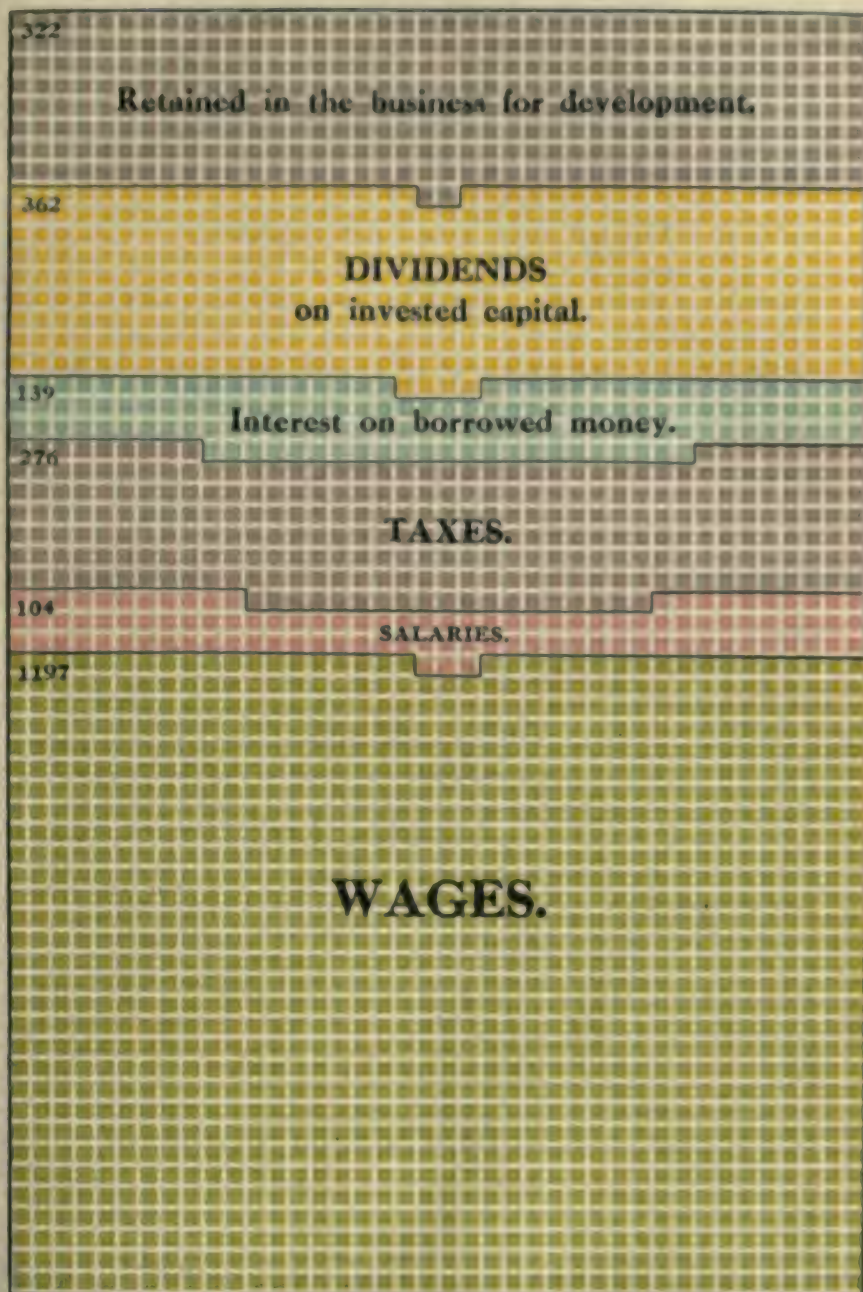 322
Retained in the business for development.
362
DIVIDENDS
on invested capital.
139
Interest on borrowed money.
276
TAXES.
104
SALARIES.
1197
WAGES.